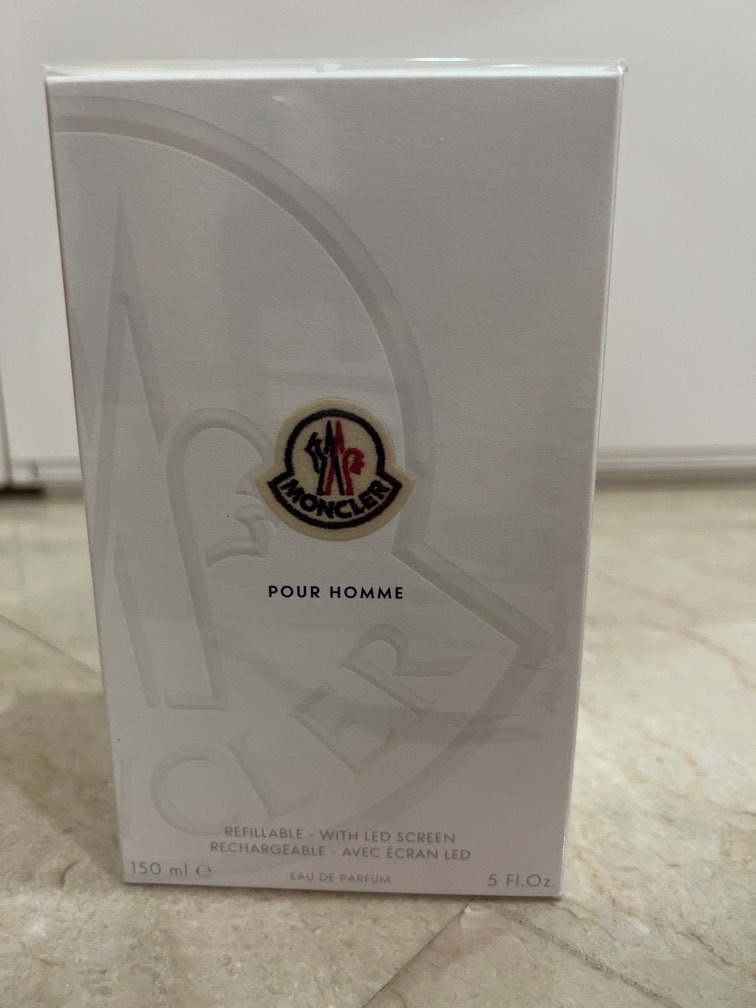 MONCLER
POUR HOMME
CLER
REFILLABLE - WITH LED SCREEN
RECHARGEABLE - AVEC ÉCRAN LED
150 ml ℮
EAU DE PARFUM
5 Fl.Oz.